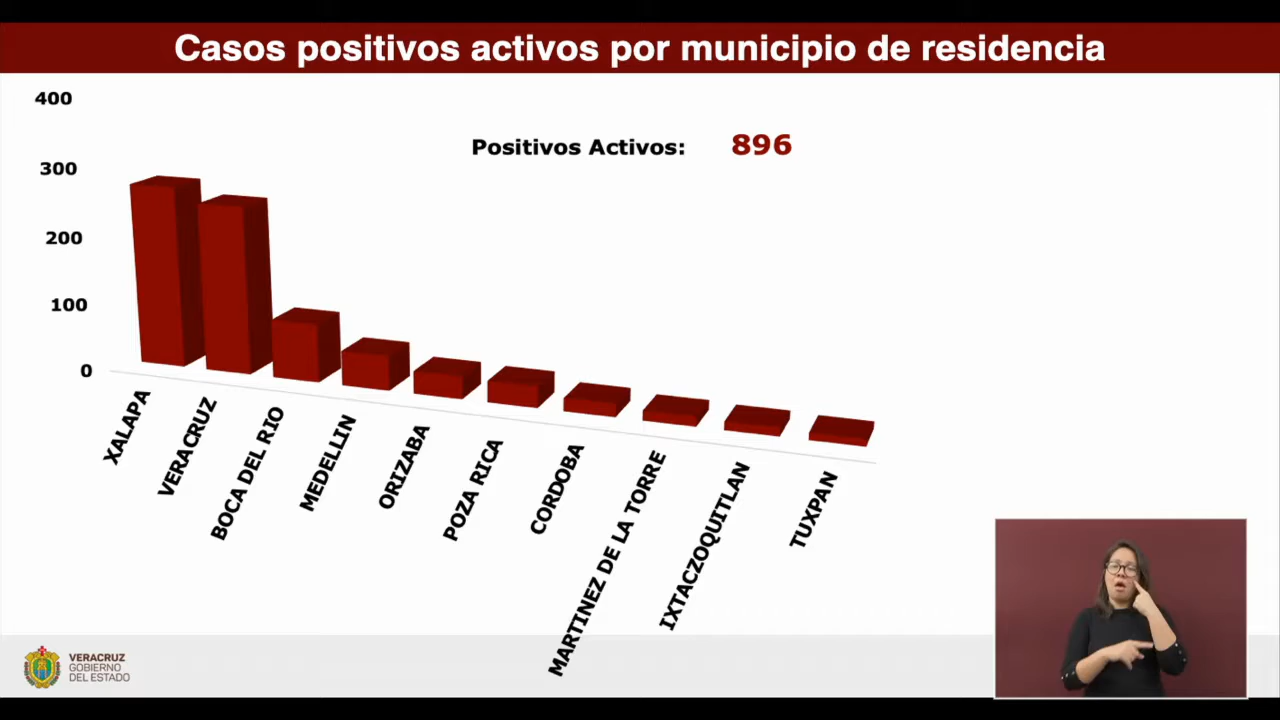 Casos positivos activos por municipio de residencia
400
300
200
100
0
Positivos Activos: 896
XALAPA
VERACRUZ
BOCA DEL RIO
MEDELLIN
ORIZABA
POZA RICA
CORDOBA
MARTINEZ DE LA TORRE
IXTACZOQUITLAN
TUXPAN
VERACRUZ
GOBIERNO
DEL ESTADO